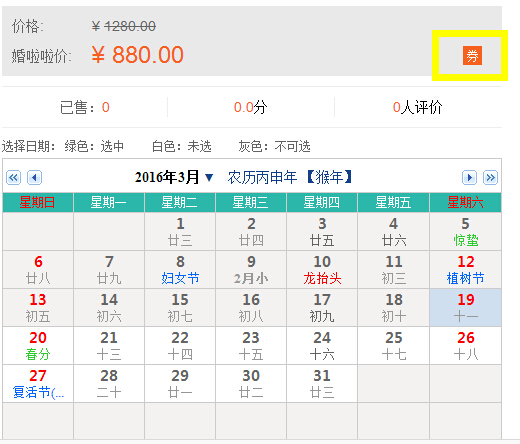 价格: ¥ 1280.00
婚啦啦价: ¥ 880.00 券
已售: 0 0.0分 0人评价
选择日期: 绿色: 选中 白色: 未选 灰色: 不可选
2016年3月▼ 农历丙申年 【猴年】
星期日 星期一 星期二 星期三 星期四 星期五 星期六
1 2 3 4 5
廿三 廿四 廿五 廿六 惊蛰
6 7 8 9 10 11 12
廿八 廿九 妇女节 2月小 龙抬头 初三 植树节
13 14 15 16 17 18 19
初五 初六 初七 初八 初九 初十 十一
20 21 22 23 24 25 26
春分 十三 十四 十五 十六 十七 十八
27 28 29 30 31
夏活节(... 二十 廿一 廿二 廿三